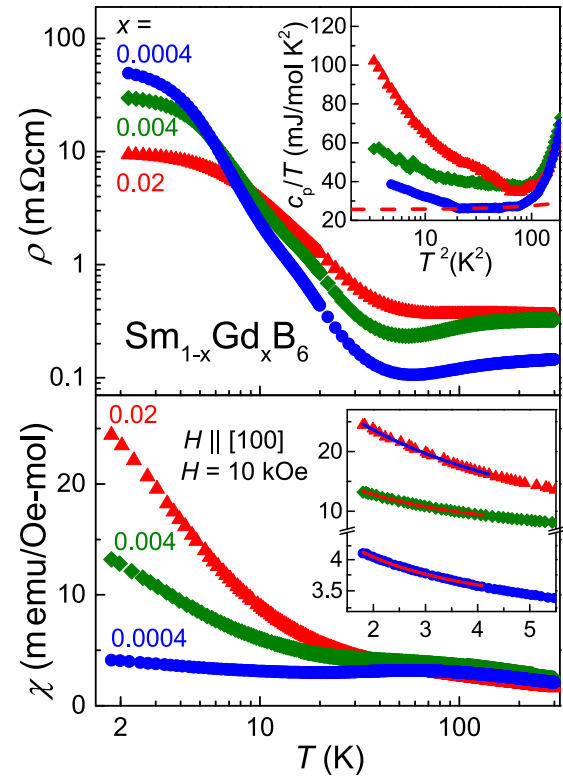 x =
0.0004
0.004
0.02
100
10
1
0.1
ρ (mΩcm)
Sm₁₋ₓGdₓB₆
cₚ/T (mJ/mol K²)
120
100
80
60
40
20
10 100
T ²(K²)
0.02
0.004
0.0004
H || [100]
H = 10 kOe
20
10
0
χ (memu/Oe-mol)
20
10
4
3.5
2 3 4 5
2 10 100
T (K)